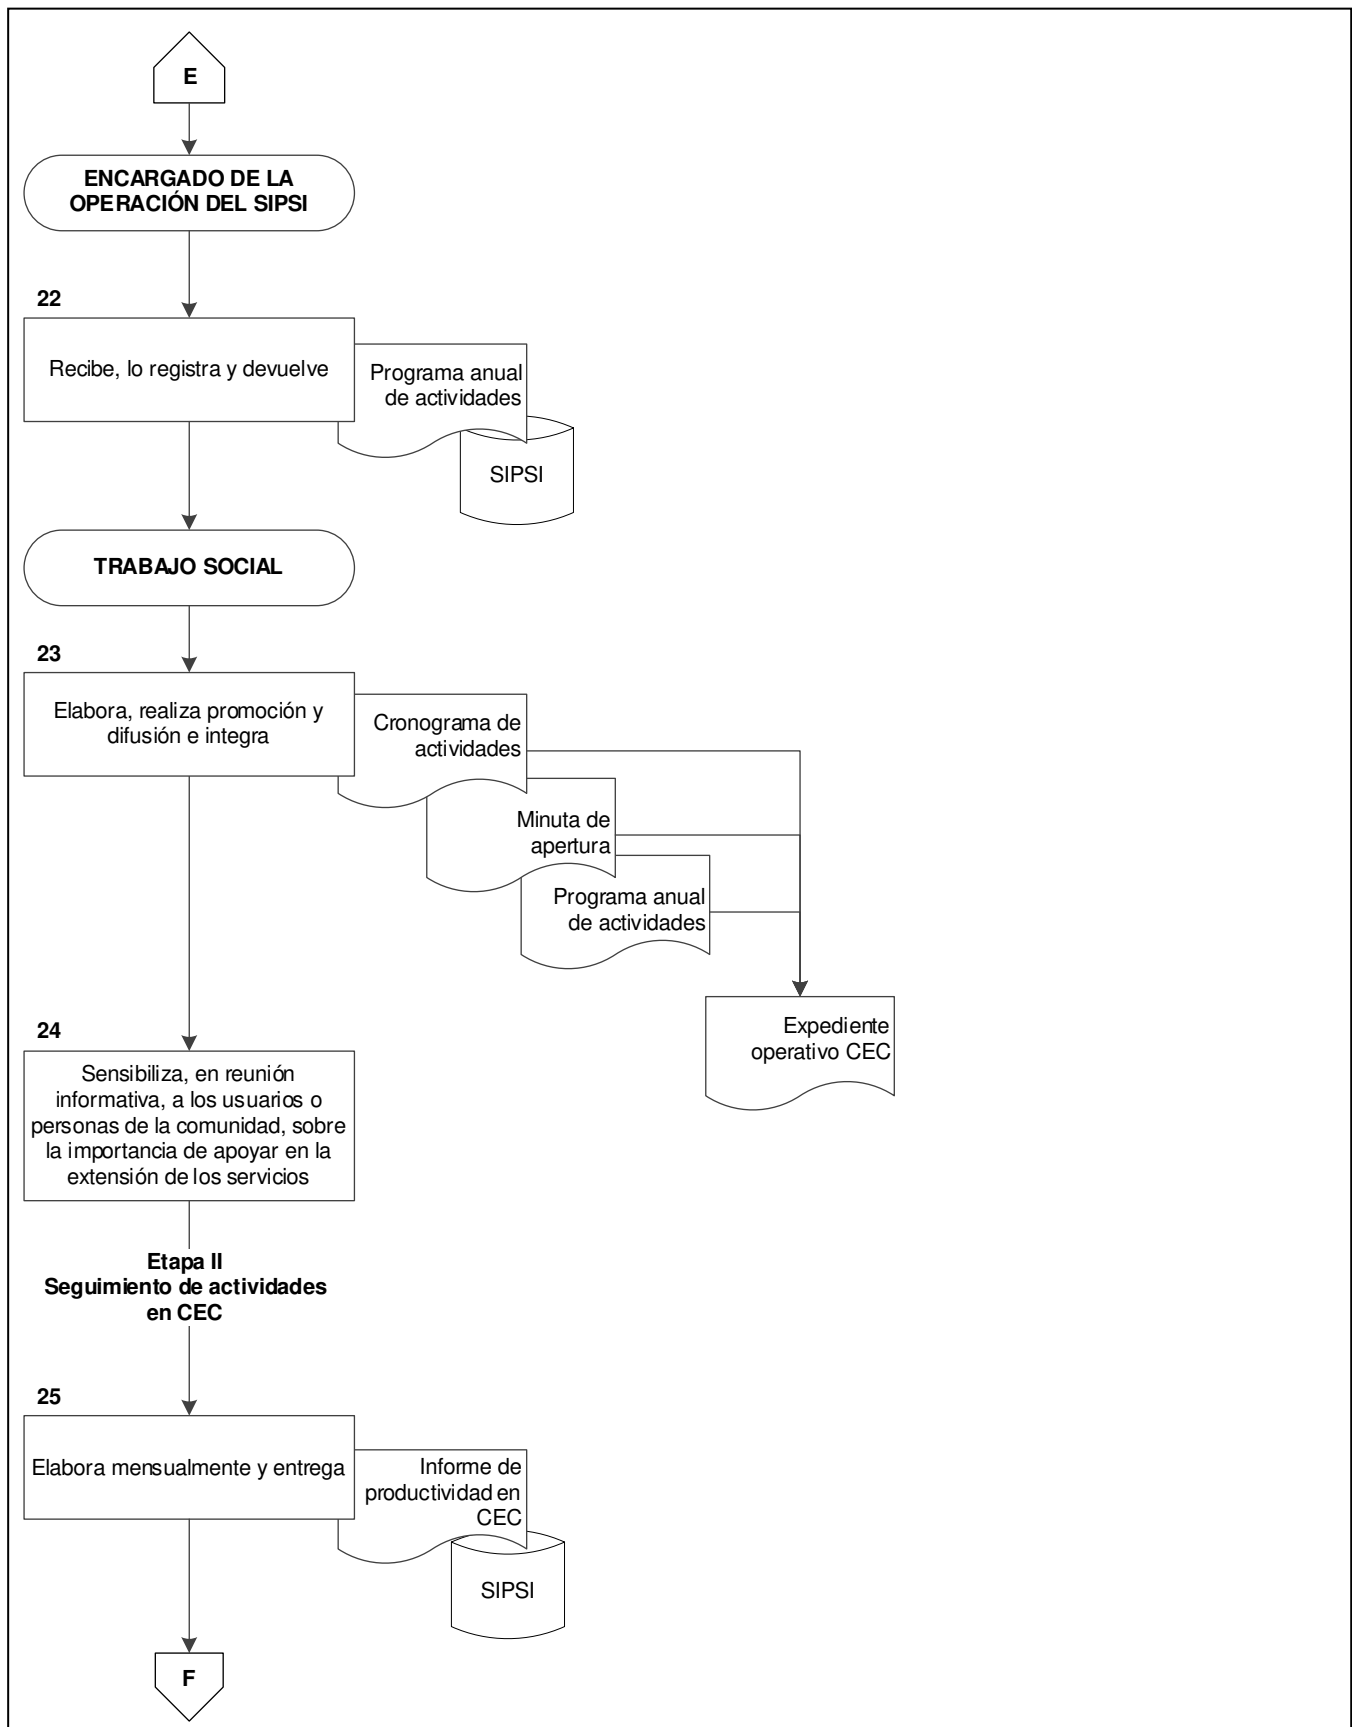 E
ENCARGADO DE LA
OPERACIÓN DEL SIPSI
22
Recibe, lo registra y devuelve
Programa anual
de actividades
SIPSI
TRABAJO SOCIAL
23
Elabora, realiza promoción y
difusión e integra
Cronograma de
actividades
Minuta de
apertura
Programa anual
de actividades
Expediente
operativo CEC
24
Sensibiliza, en reunión
informativa, a los usuarios o
personas de la comunidad, sobre
la importancia de apoyar en la
extensión de los servicios
Etapa II
Seguimiento de actividades
en CEC
25
Elabora mensualmente y entrega
Informe de
productividad en
CEC
SIPSI
F